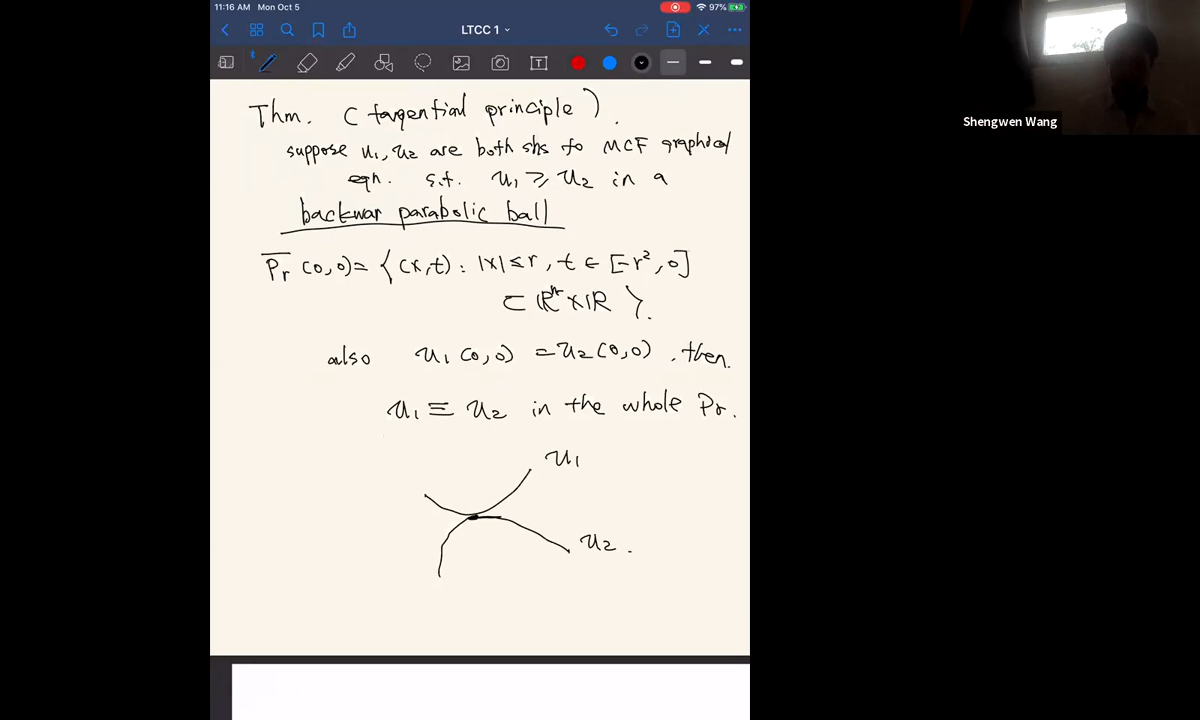 11:16 AM Mon Oct 5
97%
LTCC 1
T
Shengwen Wang
Thm. (tangential principle).
suppose u₁, u₂ are both sols to MCF graphical
eqn. s.t. u₁ ⩾ u₂ in a
backwar parabolic ball
P̅r (0,0) = { (x,t) : |x| ≤ r, t ∈ [-r², 0]
⊂ ℝⁿ × ℝ }.
also u₁ (0,0) = u₂ (0,0), then.
u₁ ≡ u₂ in the whole Pr.
u₁
u₂.